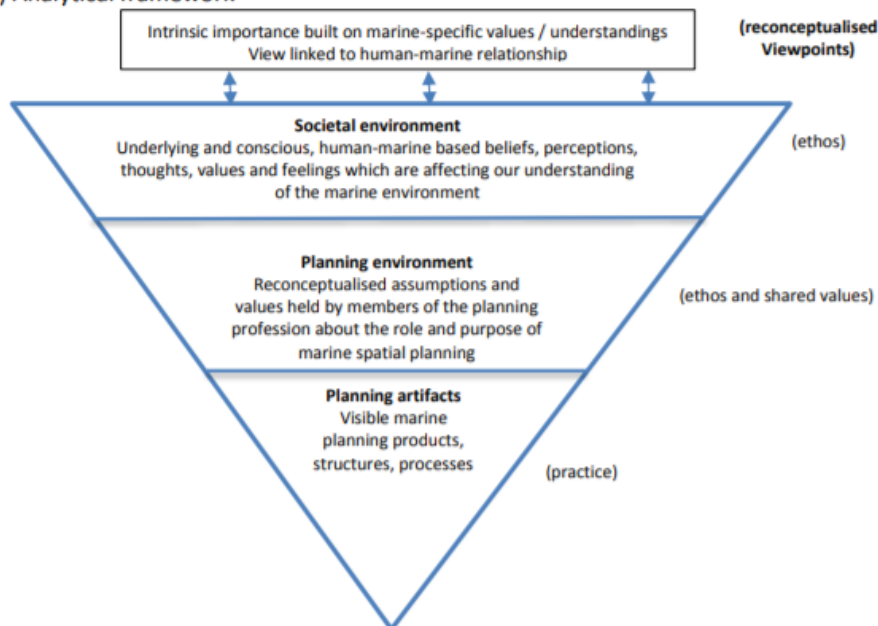 ) Analytical framework
Intrinsic importance built on marine-specific values / understandings
View linked to human-marine relationship
(reconceptualised
Viewpoints)
Societal environment
Underlying and conscious, human-marine based beliefs, perceptions,
thoughts, values and feelings which are affecting our understanding
of the marine environment
(ethos)
Planning environment
Reconceptualised assumptions and
values held by members of the planning
profession about the role and purpose of
marine spatial planning
(ethos and shared values)
Planning artifacts
Visible marine
planning products,
structures, processes
(practice)